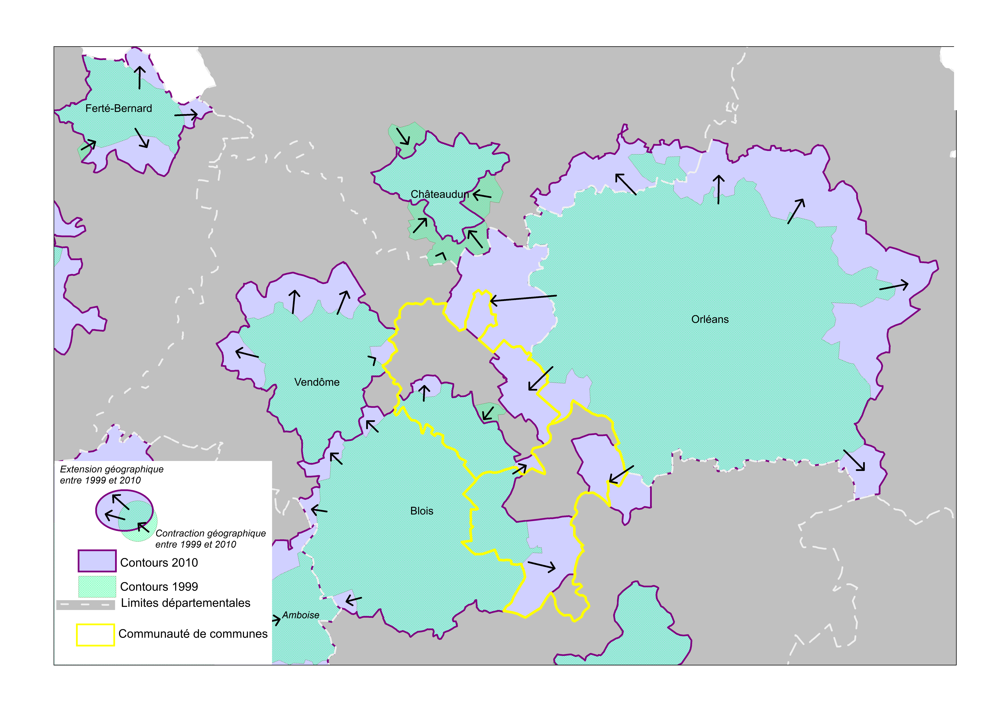 Ferté-Bernard
Châteaudun
Orléans
Vendôme
Blois
Amboise
Extension géographique
entre 1999 et 2010
Contraction géographique
entre 1999 et 2010
Contours 2010
Contours 1999
Limites départementales
Communauté de communes